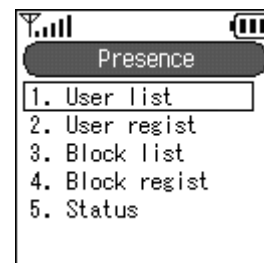 Presence
1. User list
2. User regist
3. Block list
4. Block regist
5. Status